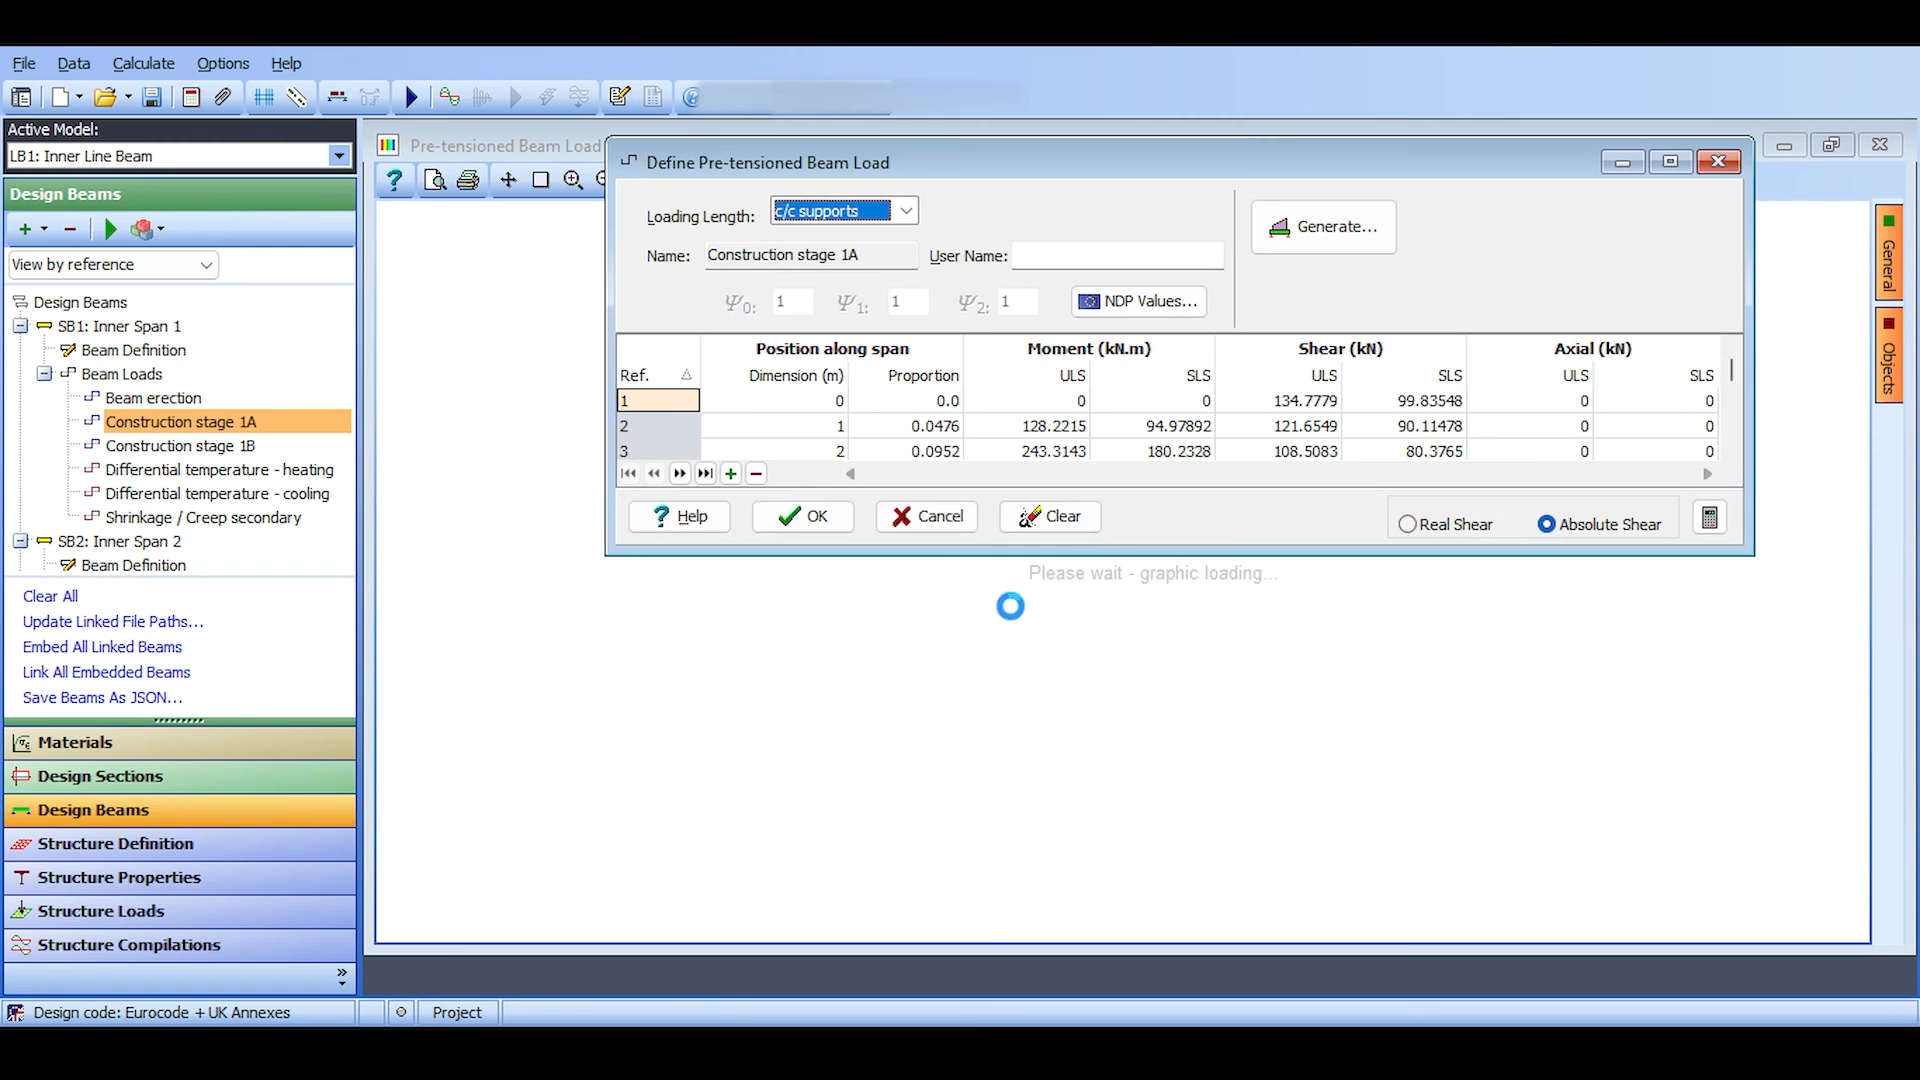 File Data Calculate Options Help
Active Model:
LB1: Inner Line Beam
Design Beams
View by reference
Design Beams
SB1: Inner Span 1
Beam Definition
Beam Loads
Beam erection
Construction stage 1A
Construction stage 1B
Differential temperature - heating
Differential temperature - cooling
Shrinkage / Creep secondary
SB2: Inner Span 2
Beam Definition
Clear All
Update Linked File Paths...
Embed All Linked Beams
Link All Embedded Beams
Save Beams As JSON...
Materials
Design Sections
Design Beams
Structure Definition
Structure Properties
Structure Loads
Structure Compilations
Design code: Eurocode + UK Annexes
Project
Pre-tensioned Beam Load
Define Pre-tensioned Beam Load
Loading Length: c/c supports
Generate...
Name: Construction stage 1A User Name:
Ψ0: 1 Ψ1: 1 Ψ2: 1 NDP Values...
Position along span Moment (kN.m) Shear (kN) Axial (kN)
Ref. Dimension (m) Proportion ULS SLS ULS SLS ULS SLS
1 0 0.0 0 0 134.7779 99.83548 0 0
2 1 0.0476 128.2215 94.97892 121.6549 90.11478 0 0
3 2 0.0952 243.3143 180.2328 108.5083 80.3765 0 0
Help OK Cancel Clear Real Shear Absolute Shear
Please wait - graphic loading...
General
Objects